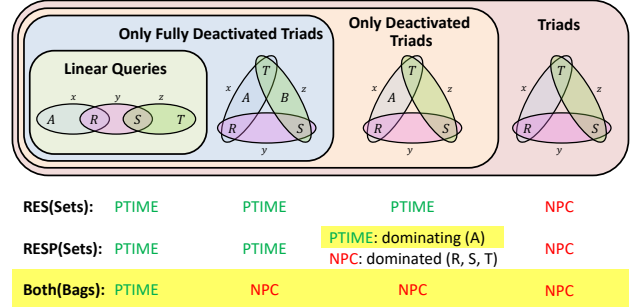 Only Fully Deactivated Triads
Only Deactivated
Triads
Triads
Linear Queries
x y z
A R S T
x T z
A B
R S
y
x T z
A
R S
y
x T z
R S
y
RES(Sets): PTIME PTIME PTIME NPC
RESP(Sets): PTIME PTIME PTIME: dominating (A) NPC
NPC: dominated (R, S, T)
Both(Bags): PTIME NPC NPC NPC